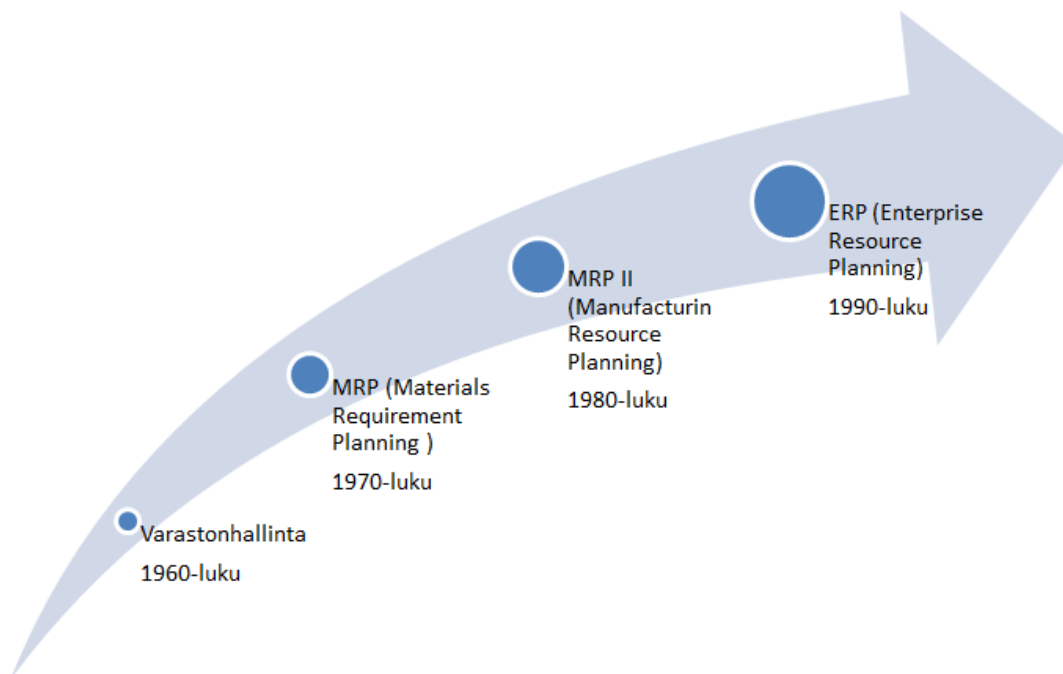 Varastonhallinta
1960-luku
MRP (Materials
Requirement
Planning )
1970-luku
MRP II
(Manufacturin
Resource
Planning)
1980-luku
ERP (Enterprise
Resource
Planning)
1990-luku